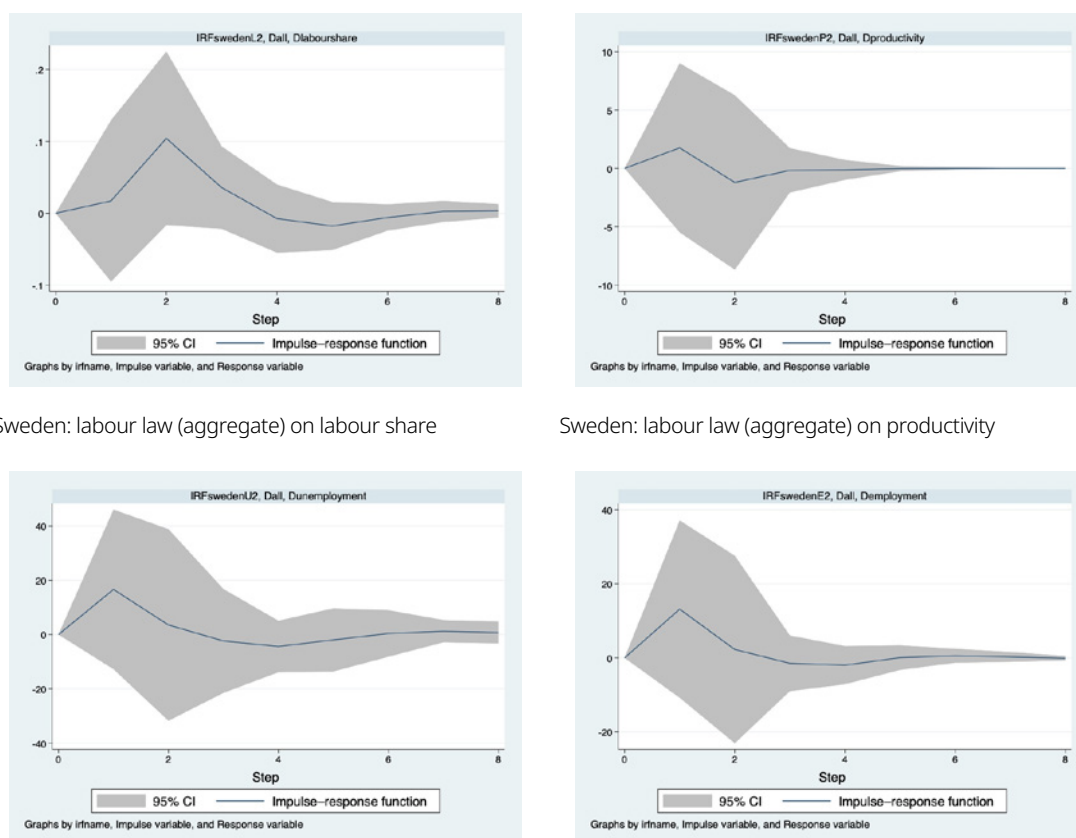 IRFswedenL2, Dall, Dlabourshare
.2
.1
0
-.1
0 2 4 6 8
Step
95% CI Impulse-response function
Graphs by irfname, Impulse variable, and Response variable
IRFswedenP2, Dall, Dproductivity
10
5
0
-5
-10
0 2 4 6 8
Step
95% CI Impulse-response function
Graphs by irfname, Impulse variable, and Response variable
Sweden: labour law (aggregate) on labour share
Sweden: labour law (aggregate) on productivity
IRFswedenU2, Dall, Dunemployment
40
20
0
-20
-40
0 2 4 6 8
Step
95% CI Impulse-response function
Graphs by irfname, Impulse variable, and Response variable
IRFswedenE2, Dall, Demployment
40
20
0
-20
0 2 4 6 8
Step
95% CI Impulse-response function
Graphs by irfname, Impulse variable, and Response variable